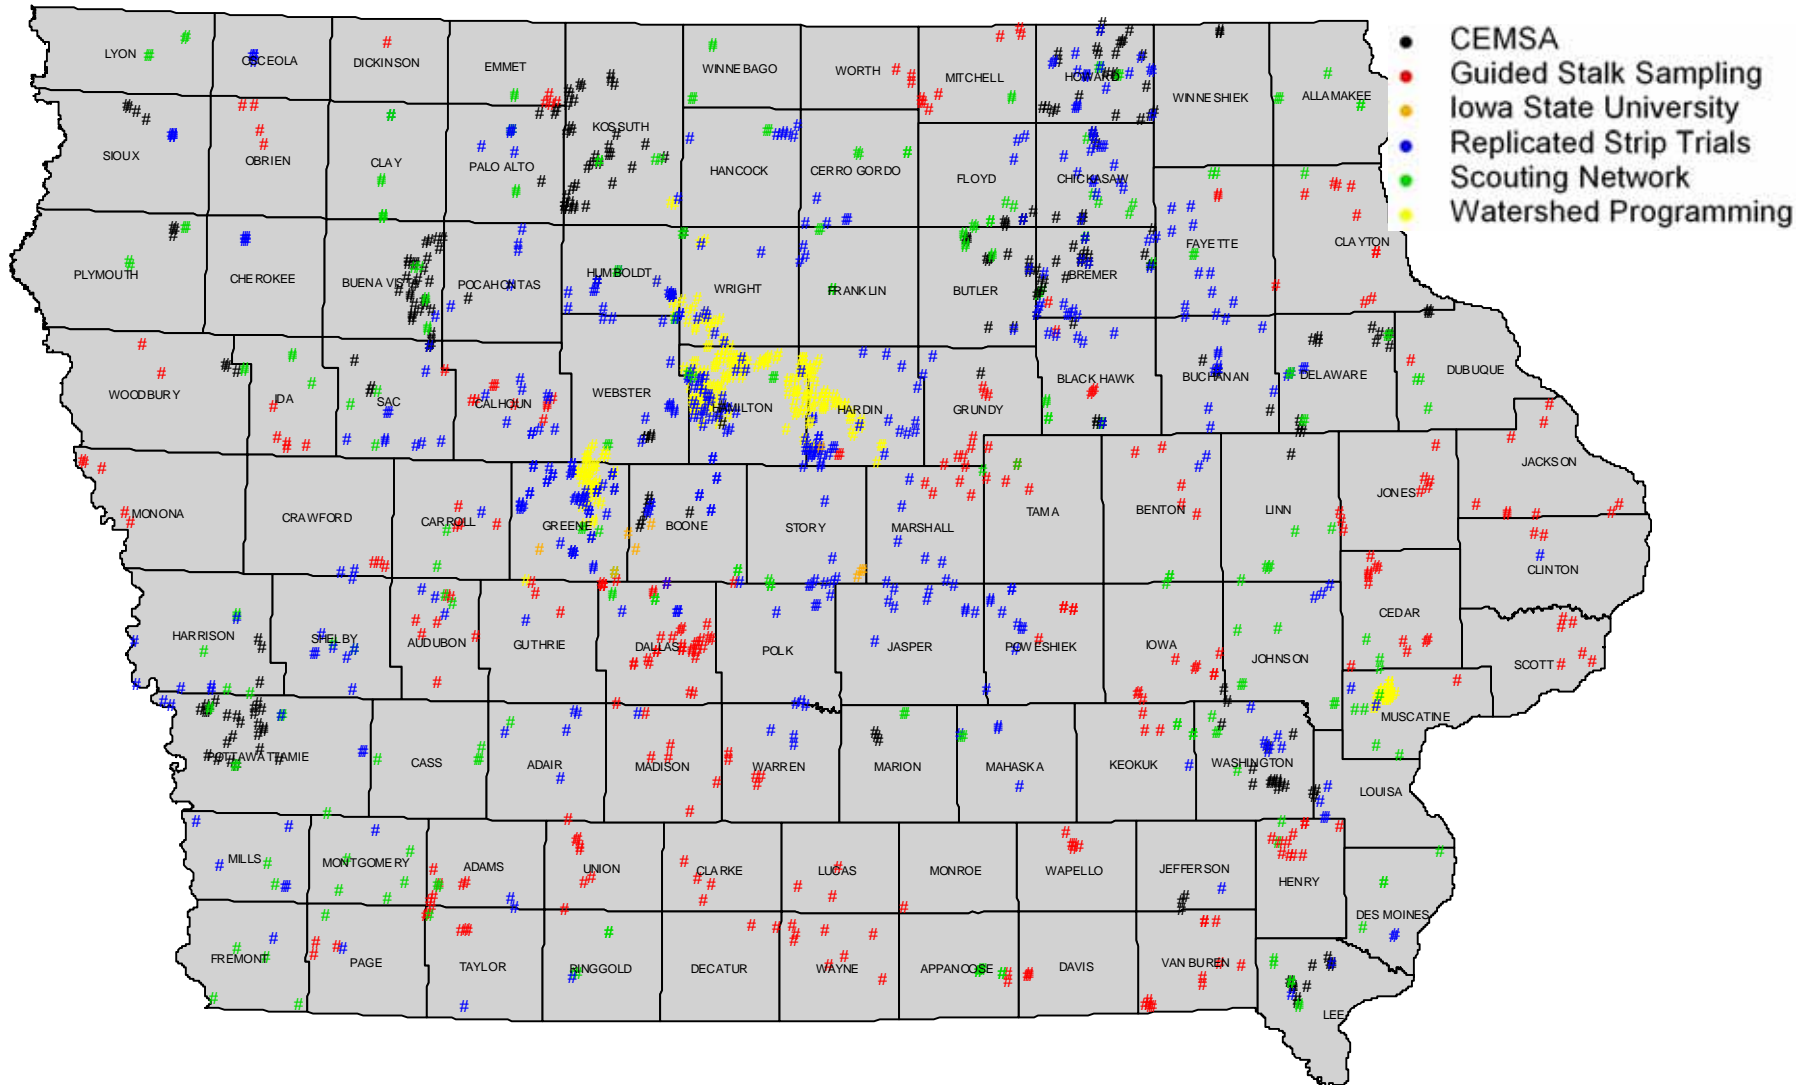 CEMSA
Guided Stalk Sampling
Iowa State University
Replicated Strip Trials
Scouting Network
Watershed Programming
LYON
OSCEOLA
DICKINSON
EMMET
WINNEBAGO
WORTH
MITCHELL
HOWARD
WINNESHIEK
ALLAMAKEE
SIOUX
OBRIEN
CLAY
PALO ALTO
KOSSUTH
HANCOCK
CERRO GORDO
FLOYD
CHICKASAW
FAYETTE
CLAYTON
PLYMOUTH
CHEROKEE
BUENA VISTA
POCAHONTAS
HUMBOLDT
WRIGHT
FRANKLIN
BUTLER
BREMER
WOODBURY
IDA
SAC
CALHOUN
WEBSTER
HAMILTON
HARDIN
GRUNDY
BLACK HAWK
BUCHANAN
DELAWARE
DUBUQUE
MONONA
CRAWFORD
CARROLL
GREENE
BOONE
STORY
MARSHALL
TAMA
BENTON
LINN
JONES
JACKSON
CLINTON
HARRISON
SHELBY
AUDUBON
GUTHRIE
DALLAS
POLK
JASPER
POWESHIEK
IOWA
JOHNSON
CEDAR
SCOTT
MUSCATINE
POTTAWATTAMIE
CASS
ADAIR
MADISON
WARREN
MARION
MAHASKA
KEOKUK
WASHINGTON
LOUISA
MILLS
MONTGOMERY
ADAMS
UNION
CLARKE
LUCAS
MONROE
WAPELLO
JEFFERSON
HENRY
DES MOINES
FREMONT
PAGE
TAYLOR
RINGGOLD
DECATUR
WAYNE
APPANOOSE
DAVIS
VAN BUREN
LEE